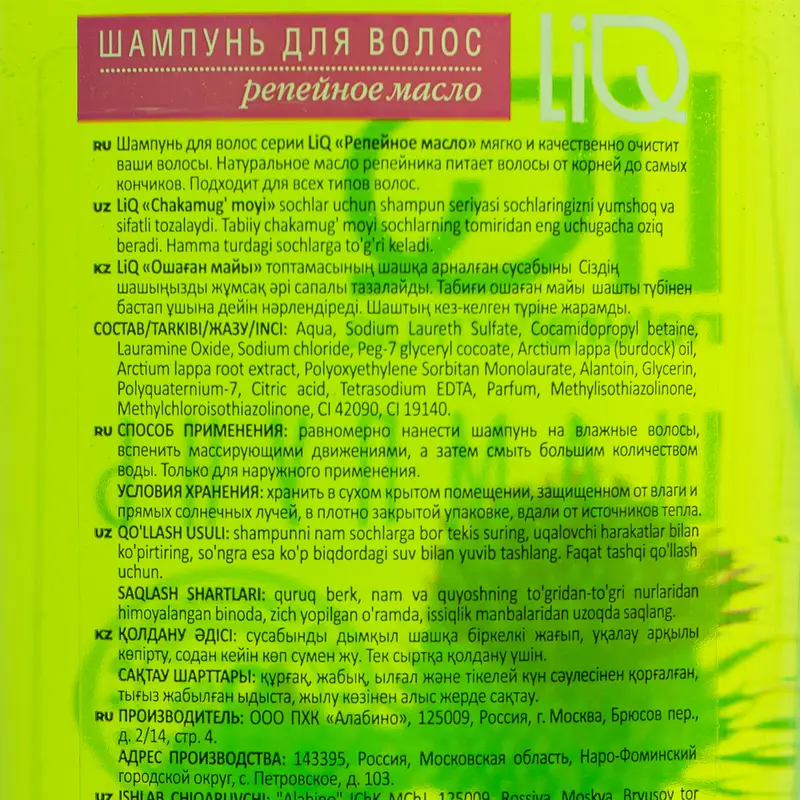 ШАМПУНЬ ДЛЯ ВОЛОС
репейное масло
LiQ
RU Шампунь для волос серии LiQ «Репейное масло» мягко и качественно очистит
ваши волосы. Натуральное масло репейника питает волосы от корней до самых
кончиков. Подходит для всех типов волос.
UZ LiQ «Chakamug' moyi» sochlar uchun shampun seriyasi sochlaringizni yumshoq va
sifatli tozalaydi. Tabiiy chakamug' moyi sochlarning tomiridan eng uchugacha oziq
beradi. Hamma turdagi sochlarga to'g'ri keladi.
KZ LiQ «Ошаған майы» топтамасының шашқа арналған сусабыны Сіздің
шашыңызды жұмсақ әрі сапалы тазалайды. Табиғи ошаған майы шашты түбінен
бастап ұшына дейін нәрлендіреді. Шаштың кез-келген түріне жарамды.
СОСТАВ/TARKIBI/ЖАЗУ/INCI: Aqua, Sodium Laureth Sulfate, Cocamidopropyl betaine,
Lauramine Oxide, Sodium chloride, Peg-7 glyceryl cocoate, Arctium lappa (burdock) oil,
Arctium lappa root extract, Polyoxyethylene Sorbitan Monolaurate, Alantoin, Glycerin,
Polyquaternium-7, Citric acid, Tetrasodium EDTA, Parfum, Methylisothiazolinone,
Methylchloroisothiazolinone, CI 42090, CI 19140.
RU СПОСОБ ПРИМЕНЕНИЯ: равномерно нанести шампунь на влажные волосы,
вспенить массирующими движениями, а затем смыть большим количеством
воды. Только для наружного применения.
УСЛОВИЯ ХРАНЕНИЯ: хранить в сухом крытом помещении, защищенном от влаги и
прямых солнечных лучей, в плотно закрытой упаковке, вдали от источников тепла.
UZ QO'LLASH USULI: shampunni nam sochlarga bor tekis suring, uqalovchi harakatlar bilan
ko'pirtiring, so'ngra esa ko'p biqdordagi suv bilan yuvib tashlang. Faqat tashqi qo'llash
uchun.
SAQLASH SHARTLARI: quruq berk, nam va quyoshning to'gridan-to'gri nurlaridan
himoyalangan binoda, zich yopilgan o'ramda, issiqlik manbalaridan uzoqda saqlang.
KZ ҚОЛДАНУ ӘДІСІ: сусабынды дымқыл шашқа біркелкі жағып, уқалау арқылы
көпірту, содан кейін көп сумен жу. Тек сыртқа қолдану үшін.
САҚТАУ ШАРТТАРЫ: құрғақ, жабық, ылғал және тікелей күн сәулесінен қорғалған,
тығыз жабылған ыдыста, жылу көзінен алыс жерде сақтау.
RU ПРОИЗВОДИТЕЛЬ: ООО ПХК «Алабино», 125009, Россия, г. Москва, Брюсов пер.,
д. 2/14, стр. 4.
АДРЕС ПРОИЗВОДСТВА: 143395, Россия, Московская область, Наро-Фоминский
городской округ, с. Петровское, д. 103.
UZ ISHLAB CHIQARUVCHI: "Alabino" IChK MChJ, 125009, Rossiya, Moskva, Bryusov tor